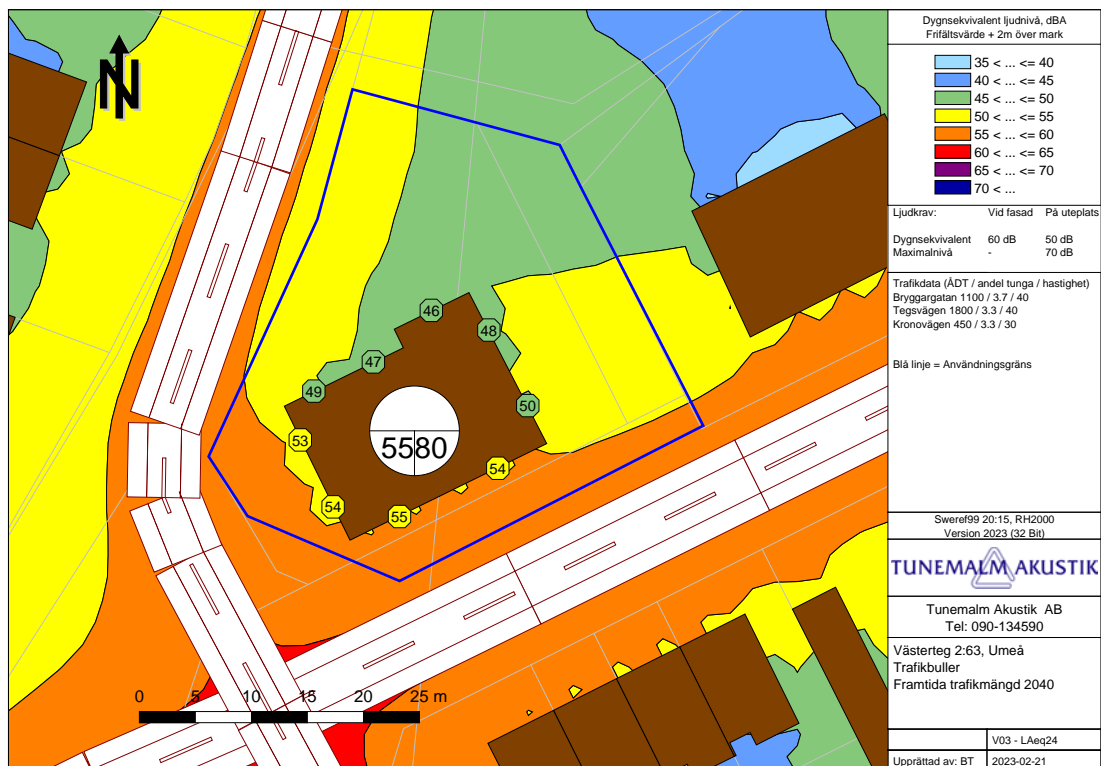 N
46
48
47
49
50
53
5580
54
54
55
0 5 10 15 20 25 m
Dygnsekvivalent ljudnivå, dBA
Frifältsvärde + 2m över mark
35 < ... <= 40
40 < ... <= 45
45 < ... <= 50
50 < ... <= 55
55 < ... <= 60
60 < ... <= 65
65 < ... <= 70
70 < ...
Ljudkrav: Vid fasad På uteplats
Dygnsekvivalent 60 dB 50 dB
Maximalnivå - 70 dB
Trafikdata (ÅDT / andel tunga / hastighet)
Bryggargatan 1100 / 3.7 / 40
Tegsvägen 1800 / 3.3 / 40
Kronovägen 450 / 3.3 / 30
Blå linje = Användningsgräns
Sweref99 20:15, RH2000
Version 2023 (32 Bit)
TUNEMALM AKUSTIK
Tunemalm Akustik AB
Tel: 090-134590
Västerteg 2:63, Umeå
Trafikbuller
Framtida trafikmängd 2040
V03 - LAeq24
Upprättad av: BT 2023-02-21